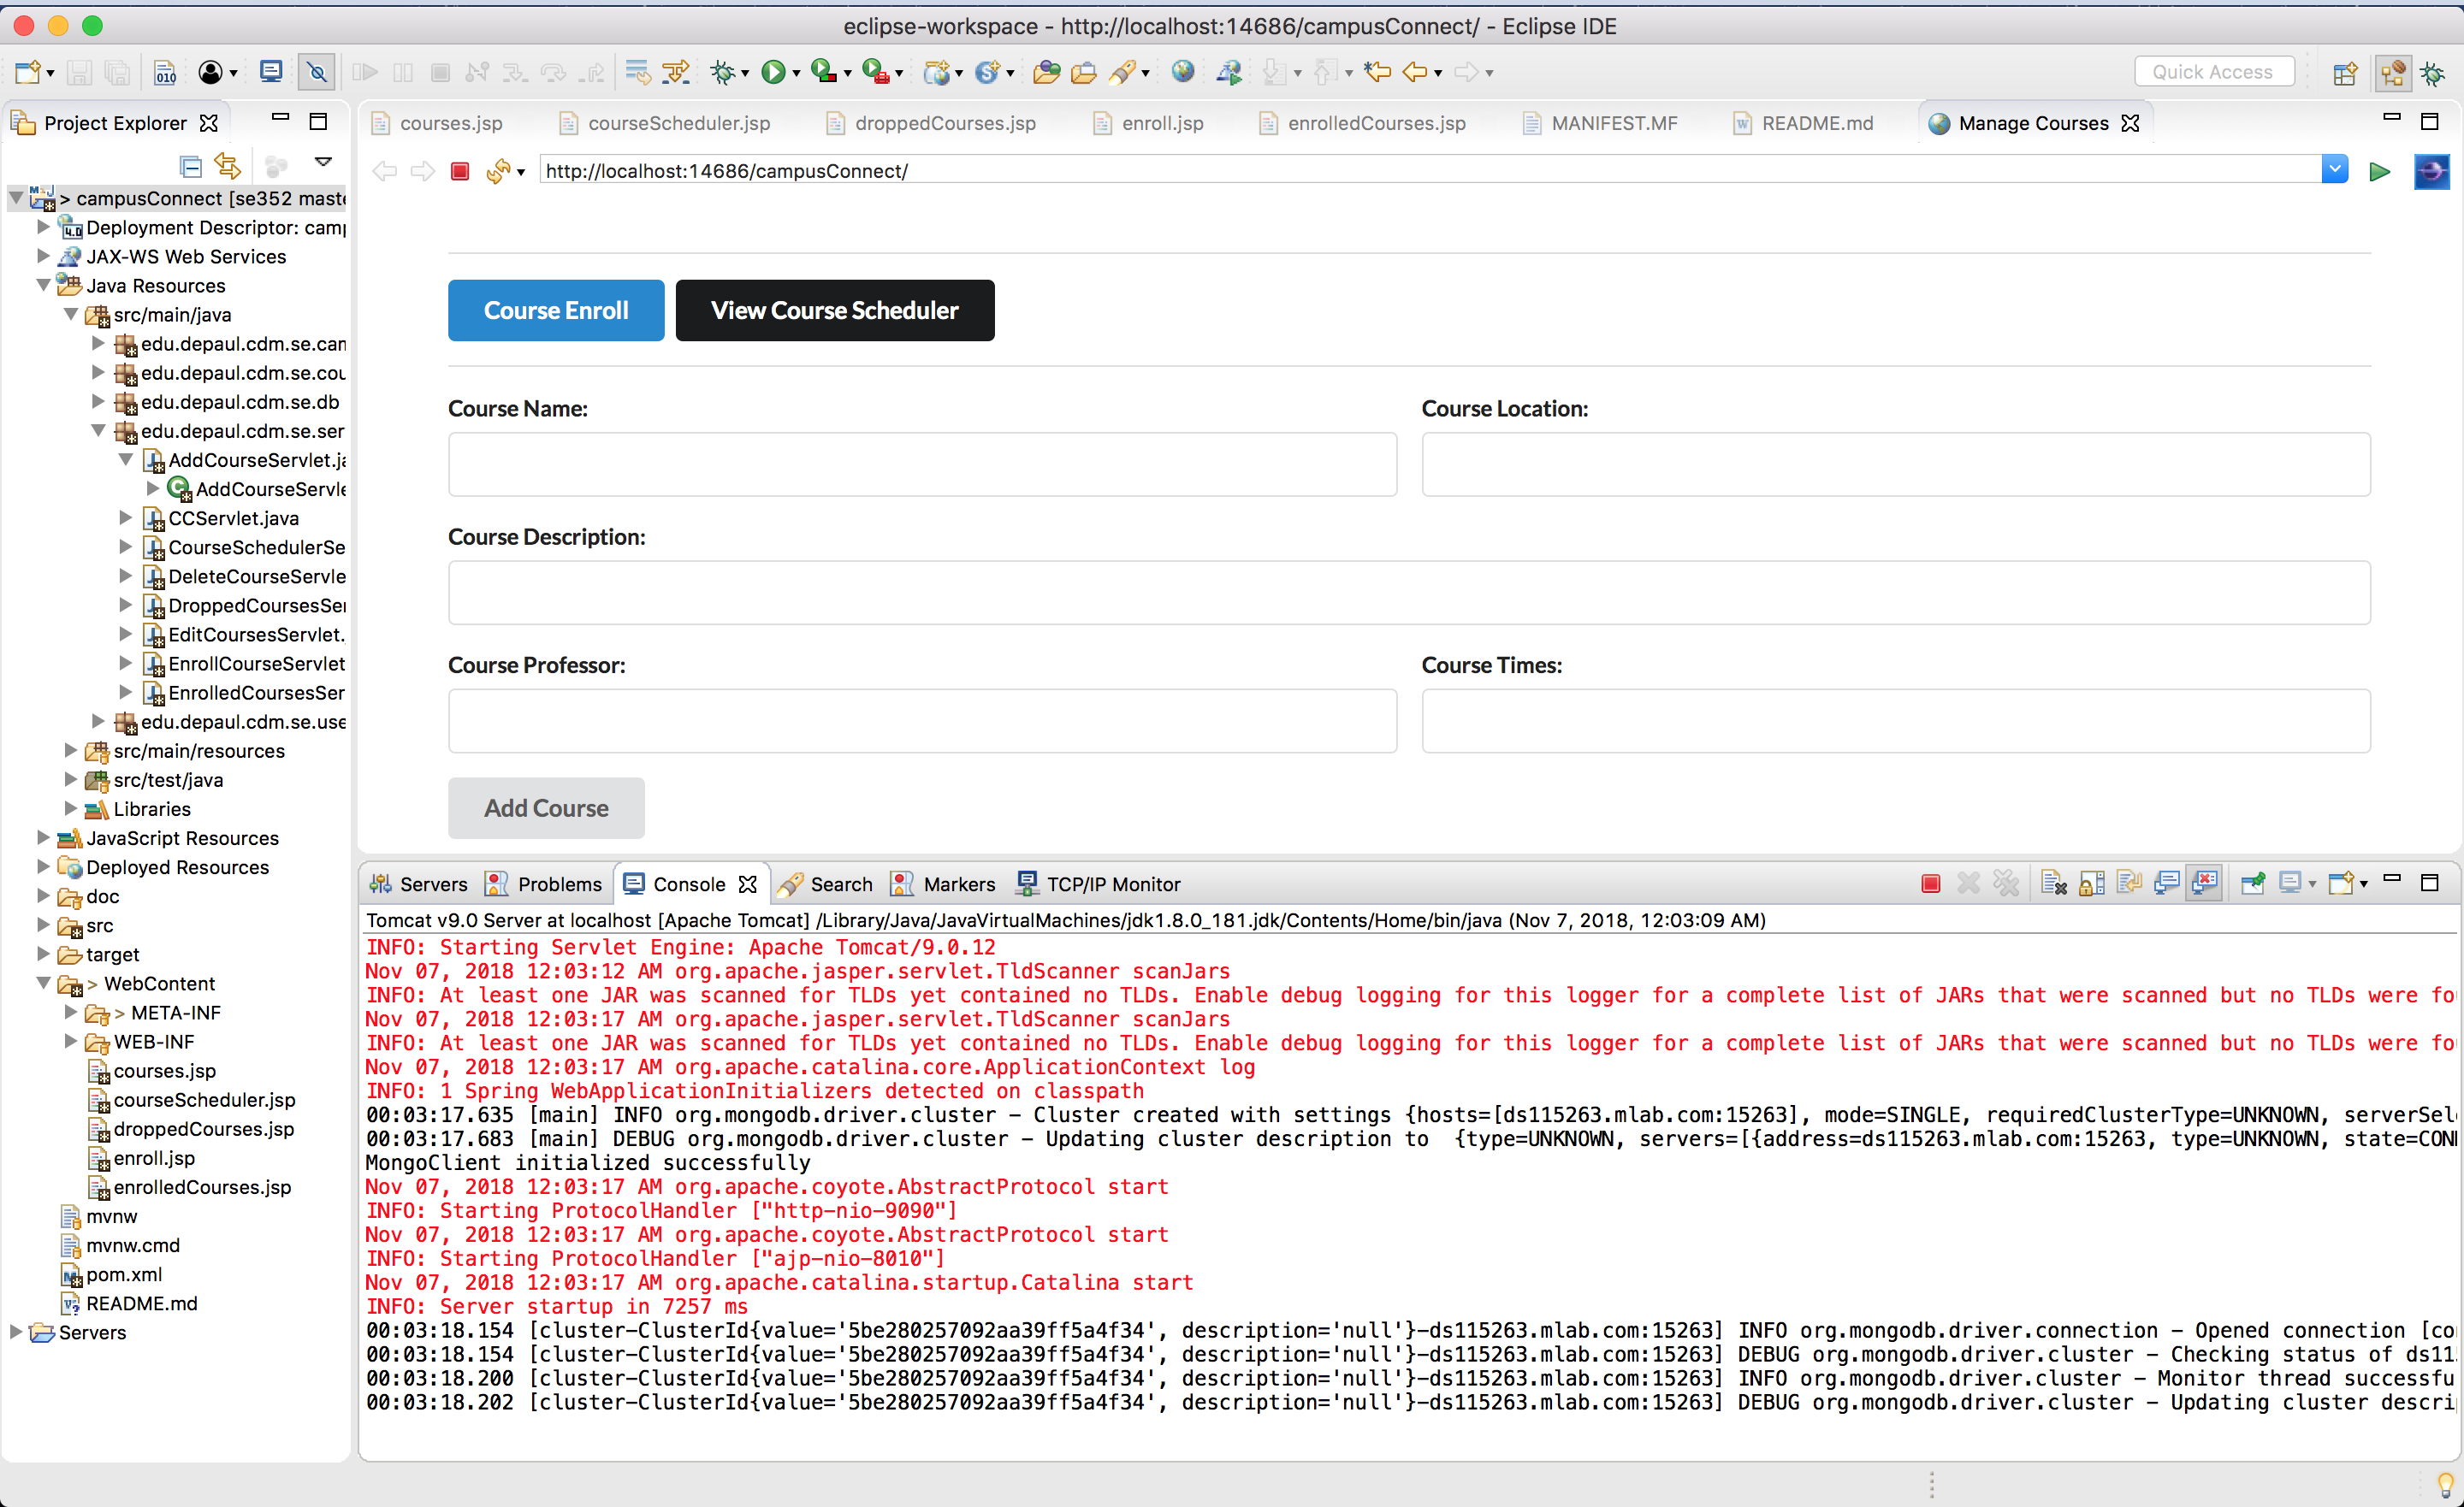 eclipse-workspace - http://localhost:14686/campusConnect/ - Eclipse IDE
010
Quick Access
Project Explorer
courses.jsp
courseScheduler.jsp
droppedCourses.jsp
enroll.jsp
enrolledCourses.jsp
MANIFEST.MF
README.md
Manage Courses
http://localhost:14686/campusConnect/
> campusConnect [se352 maste
Deployment Descriptor: camp
JAX-WS Web Services
Java Resources
src/main/java
edu.depaul.cdm.se.can
edu.depaul.cdm.se.cou
edu.depaul.cdm.se.db
edu.depaul.cdm.se.ser
AddCourseServlet.ja
AddCourseServle
CCServlet.java
CourseSchedulerSe
DeleteCourseServle
DroppedCoursesSer
EditCoursesServlet.
EnrollCourseServlet
EnrolledCoursesSer
edu.depaul.cdm.se.use
src/main/resources
src/test/java
Libraries
JavaScript Resources
Deployed Resources
doc
src
target
> WebContent
> META-INF
WEB-INF
courses.jsp
courseScheduler.jsp
droppedCourses.jsp
enroll.jsp
enrolledCourses.jsp
mvnw
mvnw.cmd
pom.xml
README.md
Servers
Course Enroll
View Course Scheduler
Course Name:
Course Location:
Course Description:
Course Professor:
Course Times:
Add Course
Servers
Problems
Console
Search
Markers
TCP/IP Monitor
Tomcat v9.0 Server at localhost [Apache Tomcat] /Library/Java/JavaVirtualMachines/jdk1.8.0_181.jdk/Contents/Home/bin/java (Nov 7, 2018, 12:03:09 AM)
INFO: Starting Servlet Engine: Apache Tomcat/9.0.12
Nov 07, 2018 12:03:12 AM org.apache.jasper.servlet.TldScanner scanJars
INFO: At least one JAR was scanned for TLDs yet contained no TLDs. Enable debug logging for this logger for a complete list of JARs that were scanned but no TLDs were fou
Nov 07, 2018 12:03:17 AM org.apache.jasper.servlet.TldScanner scanJars
INFO: At least one JAR was scanned for TLDs yet contained no TLDs. Enable debug logging for this logger for a complete list of JARs that were scanned but no TLDs were fou
Nov 07, 2018 12:03:17 AM org.apache.catalina.core.ApplicationContext log
INFO: 1 Spring WebApplicationInitializers detected on classpath
00:03:17.635 [main] INFO org.mongodb.driver.cluster - Cluster created with settings {hosts=[ds115263.mlab.com:15263], mode=SINGLE, requiredClusterType=UNKNOWN, serverSele
00:03:17.683 [main] DEBUG org.mongodb.driver.cluster - Updating cluster description to  {type=UNKNOWN, servers=[{address=ds115263.mlab.com:15263, type=UNKNOWN, state=CONN
MongoClient initialized successfully
Nov 07, 2018 12:03:17 AM org.apache.coyote.AbstractProtocol start
INFO: Starting ProtocolHandler ["http-nio-9090"]
Nov 07, 2018 12:03:17 AM org.apache.coyote.AbstractProtocol start
INFO: Starting ProtocolHandler ["ajp-nio-8010"]
Nov 07, 2018 12:03:17 AM org.apache.catalina.startup.Catalina start
INFO: Server startup in 7257 ms
00:03:18.154 [cluster-ClusterId{value='5be280257092aa39ff5a4f34', description='null'}-ds115263.mlab.com:15263] INFO org.mongodb.driver.connection - Opened connection [co
00:03:18.154 [cluster-ClusterId{value='5be280257092aa39ff5a4f34', description='null'}-ds115263.mlab.com:15263] DEBUG org.mongodb.driver.cluster - Checking status of ds11
00:03:18.200 [cluster-ClusterId{value='5be280257092aa39ff5a4f34', description='null'}-ds115263.mlab.com:15263] INFO org.mongodb.driver.cluster - Monitor thread successfu
00:03:18.202 [cluster-ClusterId{value='5be280257092aa39ff5a4f34', description='null'}-ds115263.mlab.com:15263] DEBUG org.mongodb.driver.cluster - Updating cluster descri